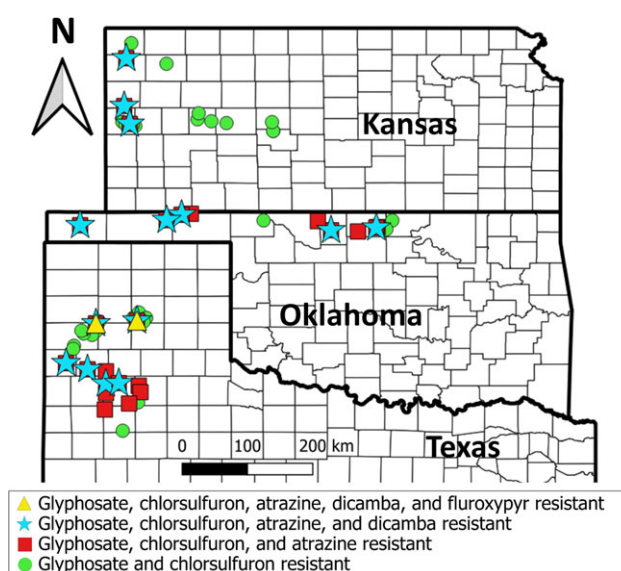 N
Kansas
Oklahoma
Texas
0 100 200 km
Glyphosate, chlorsulfuron, atrazine, dicamba, and fluroxypyr resistant
Glyphosate, chlorsulfuron, atrazine, and dicamba resistant
Glyphosate, chlorsulfuron, and atrazine resistant
Glyphosate and chlorsulfuron resistant